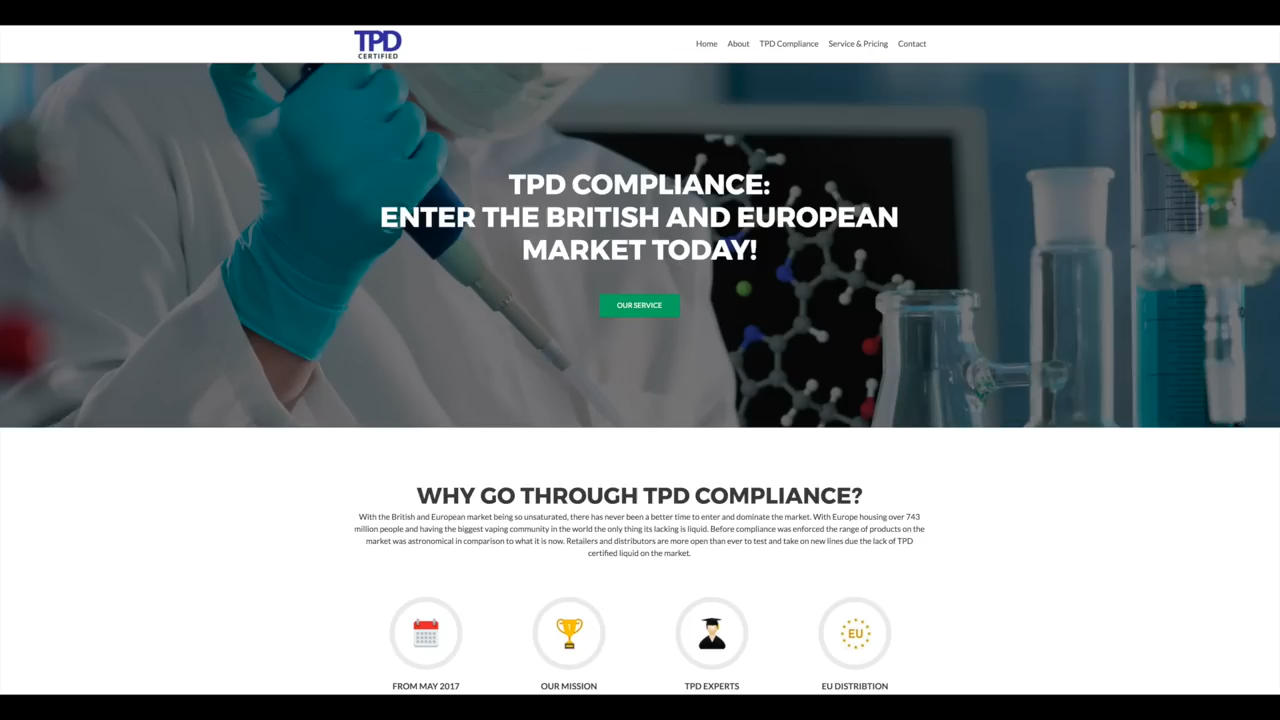 TPD
CERTIFIED
Home About TPD Compliance Service & Pricing Contact
TPD COMPLIANCE:
ENTER THE BRITISH AND EUROPEAN
MARKET TODAY!
OUR SERVICE
WHY GO THROUGH TPD COMPLIANCE?
With the British and European market being so unsaturated, there has never been a better time to enter and dominate the market. With Europe housing over 743
million people and having the biggest vaping community in the world the only thing its lacking is liquid. Before compliance was enforced the range of products on the
market was astronomical in comparison to what it is now. Retailers and distributors are more open than ever to test and take on new lines due the lack of TPD
certified liquid on the market.
1
EU
FROM MAY 2017 OUR MISSION TPD EXPERTS EU DISTRIBTION